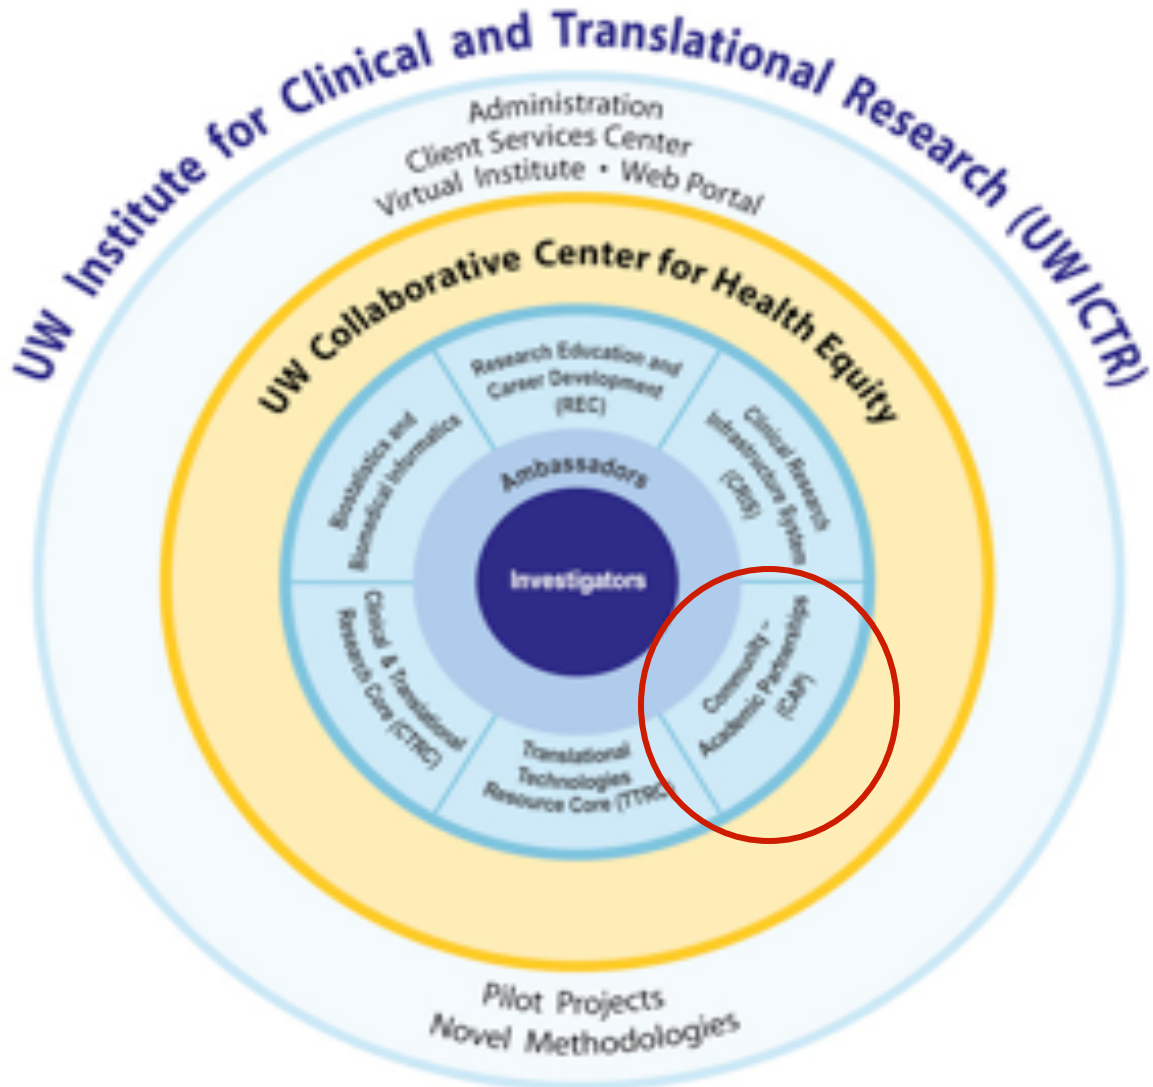 UW Institute for Clinical and Translational Research (UW ICTR)
Administration
Client Services Center
Virtual Institute • Web Portal
UW Collaborative Center for Health Equity
Research Education and
Career Development
(REC)
Biostatistics and
Biomedical Informatics
Clinical Research
Infrastructure System
(CRIS)
Ambassadors
Investigators
Clinical & Translational
Research Core (CTRC)
Community –
Academic Partnerships
(CAP)
Translational
Technologies
Resource Core (TTRC)
Pilot Projects
Novel Methodologies